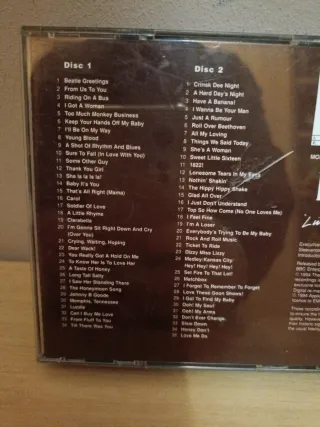 Disc 1
1 Beatle Greetings
2 From Us To You
3 Riding On A Bus
4 I Got A Woman
5 Too Much Monkey Business
6 Keep Your Hands Off My Baby
7 I'll Be On My Way
8 Young Blood
9 A Shot Of Rhythm And Blues
10 Sure To Fall (In Love With You)
11 Some Other Guy
12 Thank You Girl
13 Sha la la la la!
14 Baby It's You
15 That's All Right (Mama)
16 Carol
17 Soldier Of Love
18 A Little Rhyme
19 Clarabella
20 I'm Gonna Sit Right Down And Cry
(Over You)
21 Crying, Waiting, Hoping
22 Dear Wack!
23 You Really Got A Hold On Me
24 To Know Her Is To Love Her
25 A Taste Of Honey
26 Long Tall Sally
27 I Saw Her Standing There
28 The Honeymoon Song
29 Johnny B Goode
30 Memphis, Tennessee
31 Lucille
32 Can't Buy Me Love
33 From Fluff To You
34 Till There Was You
Disc 2
1 Crinsk Dee Night
2 A Hard Day's Night
3 Have A Banana!
4 I Wanna Be Your Man
5 Just A Rumour
6 Roll Over Beethoven
7 All My Loving
8 Things We Said Today
9 She's A Woman
10 Sweet Little Sixteen
11 1822!
12 Lonesome Tears In My Eyes
13 Nothin' Shakin'
14 The Hippy Hippy Shake
15 Glad All Over
16 I Just Don't Understand
17 Top So How Come (No One Loves Me)
18 I Feel Fine
19 I'm A Loser
20 Everybody's Trying To Be My Baby
21 Rock And Roll Music
22 Ticket To Ride
23 Dizzy Miss Lizzy
24 Medley: Kansas City/
Hey! Hey! Hey! Hey!
25 Set Fire To That Lot!
26 Matchbox
27 I Forgot To Remember To Forget
28 Love These Goon Shows!
29 I Got To Find My Baby
30 Ooh! My Soul
31 Ooh! My Arms
32 Don't Ever Change
33 Slow Down
34 Honey Don't
35 Love Me Do